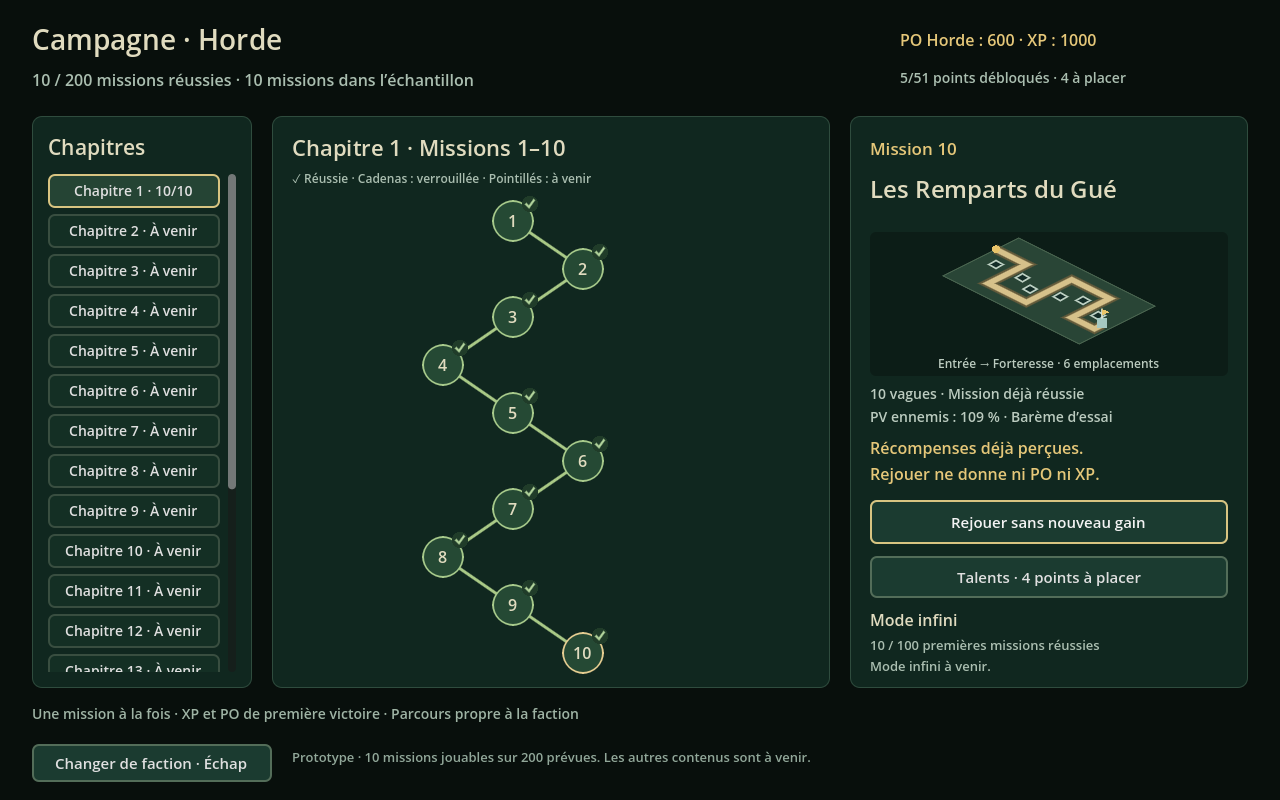 Campagne · Horde
10 / 200 missions réussies · 10 missions dans l’échantillon
PO Horde : 600 · XP : 1000
5/51 points débloqués · 4 à placer
Chapitres
Chapitre 1 · 10/10
Chapitre 2 · À venir
Chapitre 3 · À venir
Chapitre 4 · À venir
Chapitre 5 · À venir
Chapitre 6 · À venir
Chapitre 7 · À venir
Chapitre 8 · À venir
Chapitre 9 · À venir
Chapitre 10 · À venir
Chapitre 11 · À venir
Chapitre 12 · À venir
Chapitre 13 · À venir
Chapitre 1 · Missions 1–10
✓ Réussie · Cadenas : verrouillée · Pointillés : à venir
1
2
3
4
5
6
7
8
9
10
Mission 10
Les Remparts du Gué
Entrée → Forteresse · 6 emplacements
10 vagues · Mission déjà réussie
PV ennemis : 109 % · Barème d’essai
Récompenses déjà perçues.
Rejouer ne donne ni PO ni XP.
Rejouer sans nouveau gain
Talents · 4 points à placer
Mode infini
10 / 100 premières missions réussies
Mode infini à venir.
Une mission à la fois · XP et PO de première victoire · Parcours propre à la faction
Changer de faction · Échap
Prototype · 10 missions jouables sur 200 prévues. Les autres contenus sont à venir.